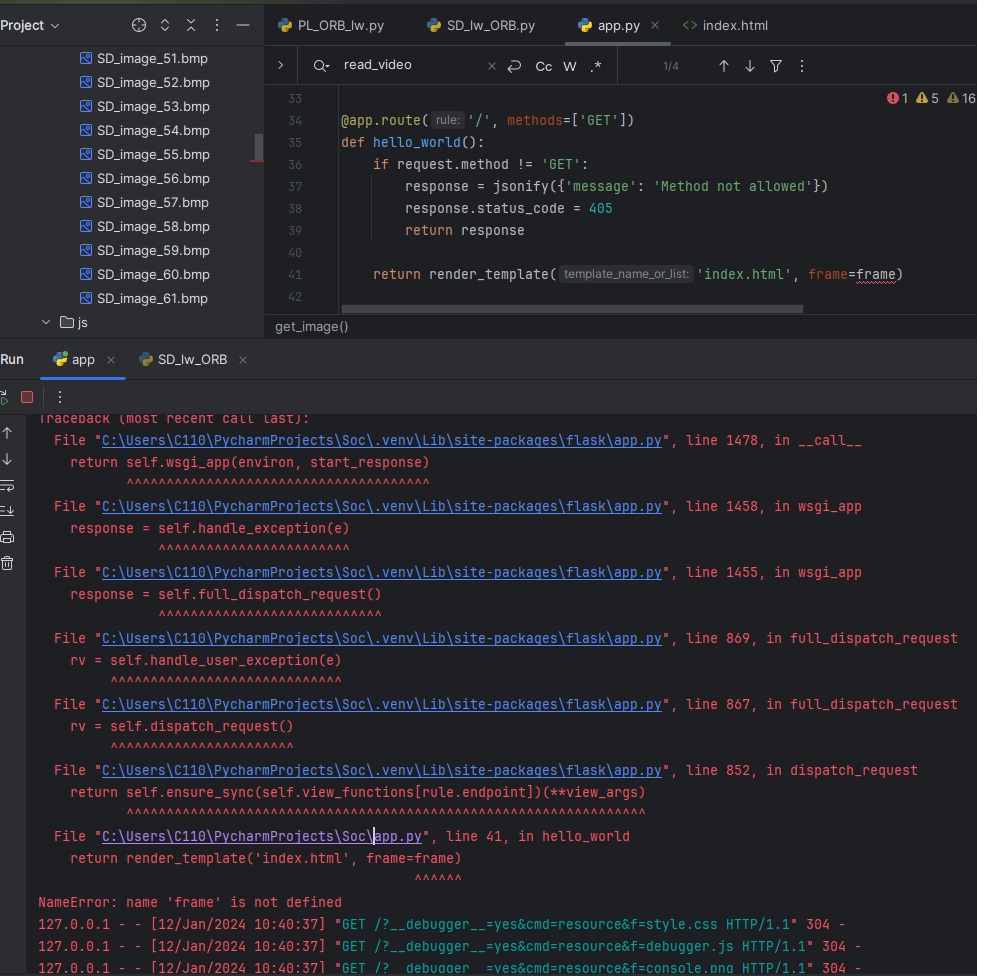 Project
PL_ORB_lw.py
SD_lw_ORB.py
app.py
<> index.html
SD_image_51.bmp
SD_image_52.bmp
SD_image_53.bmp
SD_image_54.bmp
SD_image_55.bmp
SD_image_56.bmp
SD_image_57.bmp
SD_image_58.bmp
SD_image_59.bmp
SD_image_60.bmp
SD_image_61.bmp
js
read_video
Cc W .*
1/4
1 5 16
33
34 @app.route( rule: '/', methods=['GET'])
35 def hello_world():
36 if request.method != 'GET':
37 response = jsonify({'message': 'Method not allowed'})
38 response.status_code = 405
39 return response
40
41 return render_template( template_name_or_list: 'index.html', frame=frame)
42
get_image()
Run
app
SD_lw_ORB
Traceback (most recent call last):
File "C:\Users\C110\PycharmProjects\Soc\.venv\Lib\site-packages\flask\app.py", line 1478, in __call__
return self.wsgi_app(environ, start_response)
^^^^^^^^^^^^^^^^^^^^^^^^^^^^^^^^^^^^^^
File "C:\Users\C110\PycharmProjects\Soc\.venv\Lib\site-packages\flask\app.py", line 1458, in wsgi_app
response = self.handle_exception(e)
^^^^^^^^^^^^^^^^^^^^^^^^
File "C:\Users\C110\PycharmProjects\Soc\.venv\Lib\site-packages\flask\app.py", line 1455, in wsgi_app
response = self.full_dispatch_request()
^^^^^^^^^^^^^^^^^^^^^^^^^^^^
File "C:\Users\C110\PycharmProjects\Soc\.venv\Lib\site-packages\flask\app.py", line 869, in full_dispatch_request
rv = self.handle_user_exception(e)
^^^^^^^^^^^^^^^^^^^^^^^^^^^^^
File "C:\Users\C110\PycharmProjects\Soc\.venv\Lib\site-packages\flask\app.py", line 867, in full_dispatch_request
rv = self.dispatch_request()
^^^^^^^^^^^^^^^^^^^^^^^
File "C:\Users\C110\PycharmProjects\Soc\.venv\Lib\site-packages\flask\app.py", line 852, in dispatch_request
return self.ensure_sync(self.view_functions[rule.endpoint])(**view_args)
^^^^^^^^^^^^^^^^^^^^^^^^^^^^^^^^^^^^^^^^^^^^^^^^^^^^^^^^^^^^^^^^^
File "C:\Users\C110\PycharmProjects\Soc\app.py", line 41, in hello_world
return render_template('index.html', frame=frame)
^^^^^^
NameError: name 'frame' is not defined
127.0.0.1 - - [12/Jan/2024 10:40:37] "GET /?__debugger__=yes&cmd=resource&f=style.css HTTP/1.1" 304 -
127.0.0.1 - - [12/Jan/2024 10:40:37] "GET /?__debugger__=yes&cmd=resource&f=debugger.js HTTP/1.1" 304 -
127.0.0.1 - - [12/Jan/2024 10:40:37] "GET /?__debugger__=yes&cmd=resource&f=console.png HTTP/1.1" 304 -